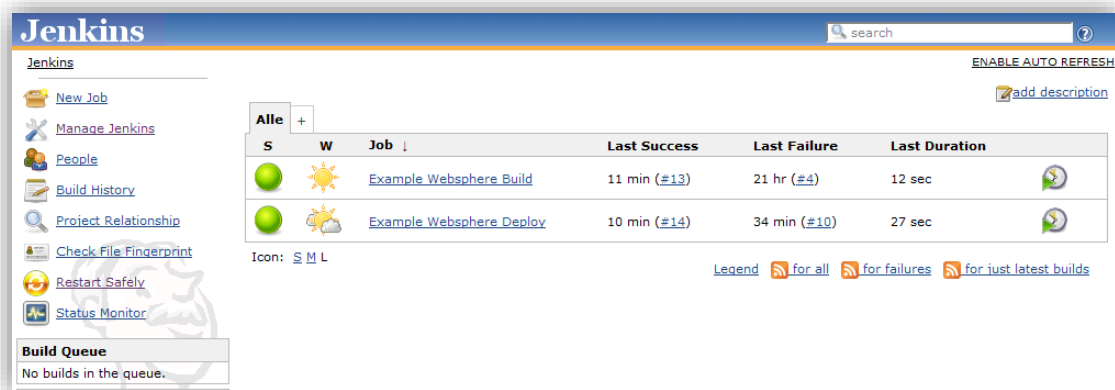 Jenkins
search
Jenkins
ENABLE AUTO REFRESH
New Job
Manage Jenkins
People
Build History
Project Relationship
Check File Fingerprint
Restart Safely
Status Monitor
Build Queue
No builds in the queue.
add description
Alle +
S W Job ↓ Last Success Last Failure Last Duration
Example Websphere Build 11 min (#13) 21 hr (#4) 12 sec
Example Websphere Deploy 10 min (#14) 34 min (#10) 27 sec
Icon: S M L
Legend for all for failures for just latest builds